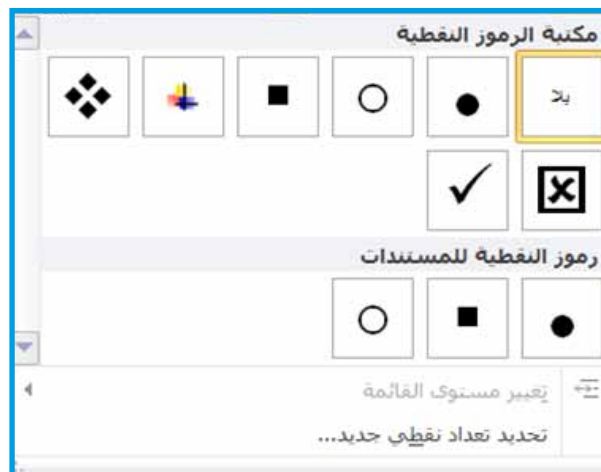 مكتبة الرموز النقطية
بلا
رموز النقطية للمستندات
تغيير مستوى القائمة
تحديد تعداد نقطي جديد...